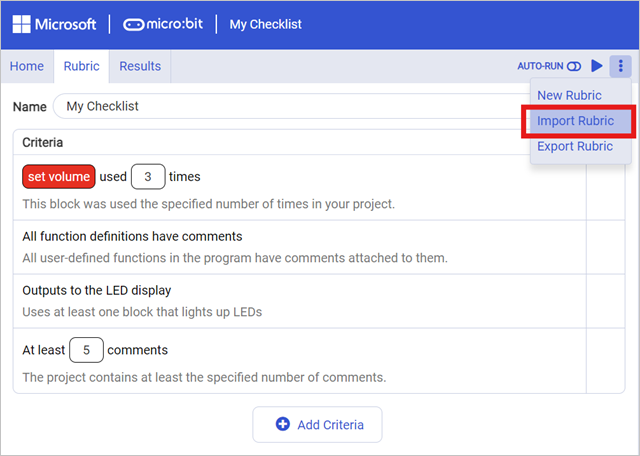 Microsoft micro:bit My Checklist
Home Rubric Results AUTO-RUN
New Rubric
Import Rubric
Export Rubric
Name My Checklist
Criteria
set volume used 3 times
This block was used the specified number of times in your project.
All function definitions have comments
All user-defined functions in the program have comments attached to them.
Outputs to the LED display
Uses at least one block that lights up LEDs
At least 5 comments
The project contains at least the specified number of comments.
Add Criteria